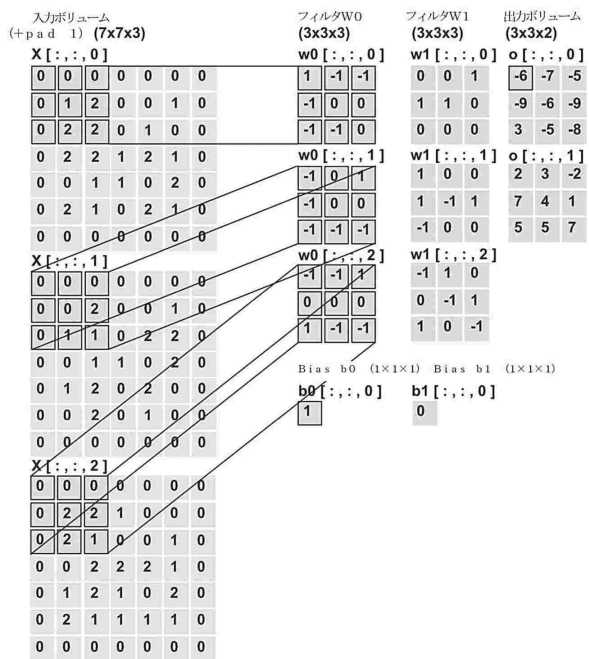 入力ボリューム フィルタW0 フィルタW1 出力ボリューム
(+pad 1) (7x7x3) (3x3x3) (3x3x3) (3x3x2)
X[:,:,0] w0[:,:,0] w1[:,:,0] o[:,:,0]
0 0 0 0 0 0 0 1 -1 -1 0 0 1 -6 -7 -5
0 1 2 0 0 1 0 -1 0 0 1 1 0 -9 -6 -9
0 2 2 0 1 0 0 -1 -1 0 0 0 0 3 -5 -8
0 2 2 1 2 1 0 w0[:,:,1] w1[:,:,1] o[:,:,1]
0 0 1 1 0 2 0 -1 0 1 1 0 0 2 3 -2
0 2 1 0 2 1 0 -1 0 0 1 -1 1 7 4 1
0 0 0 0 0 0 0 -1 -1 -1 -1 0 0 5 5 7
X[:,:,1] w0[:,:,2] w1[:,:,2]
0 0 0 0 0 0 0 -1 -1 1 -1 1 0
0 0 2 0 0 1 0 0 0 0 0 -1 1
0 1 1 0 2 2 0 1 -1 -1 1 0 -1
0 0 1 1 0 2 0
Bias b0 (1×1×1) Bias b1 (1×1×1)
0 1 2 0 2 0 0 b0[:,:,0] b1[:,:,0]
0 0 2 0 1 0 0 1 0
0 0 0 0 0 0 0
X[:,:,2]
0 0 0 0 0 0 0
0 2 2 1 0 0 0
0 2 1 0 0 1 0
0 0 2 2 2 1 0
0 1 2 1 0 2 0
0 2 1 1 1 1 0
0 0 0 0 0 0 0